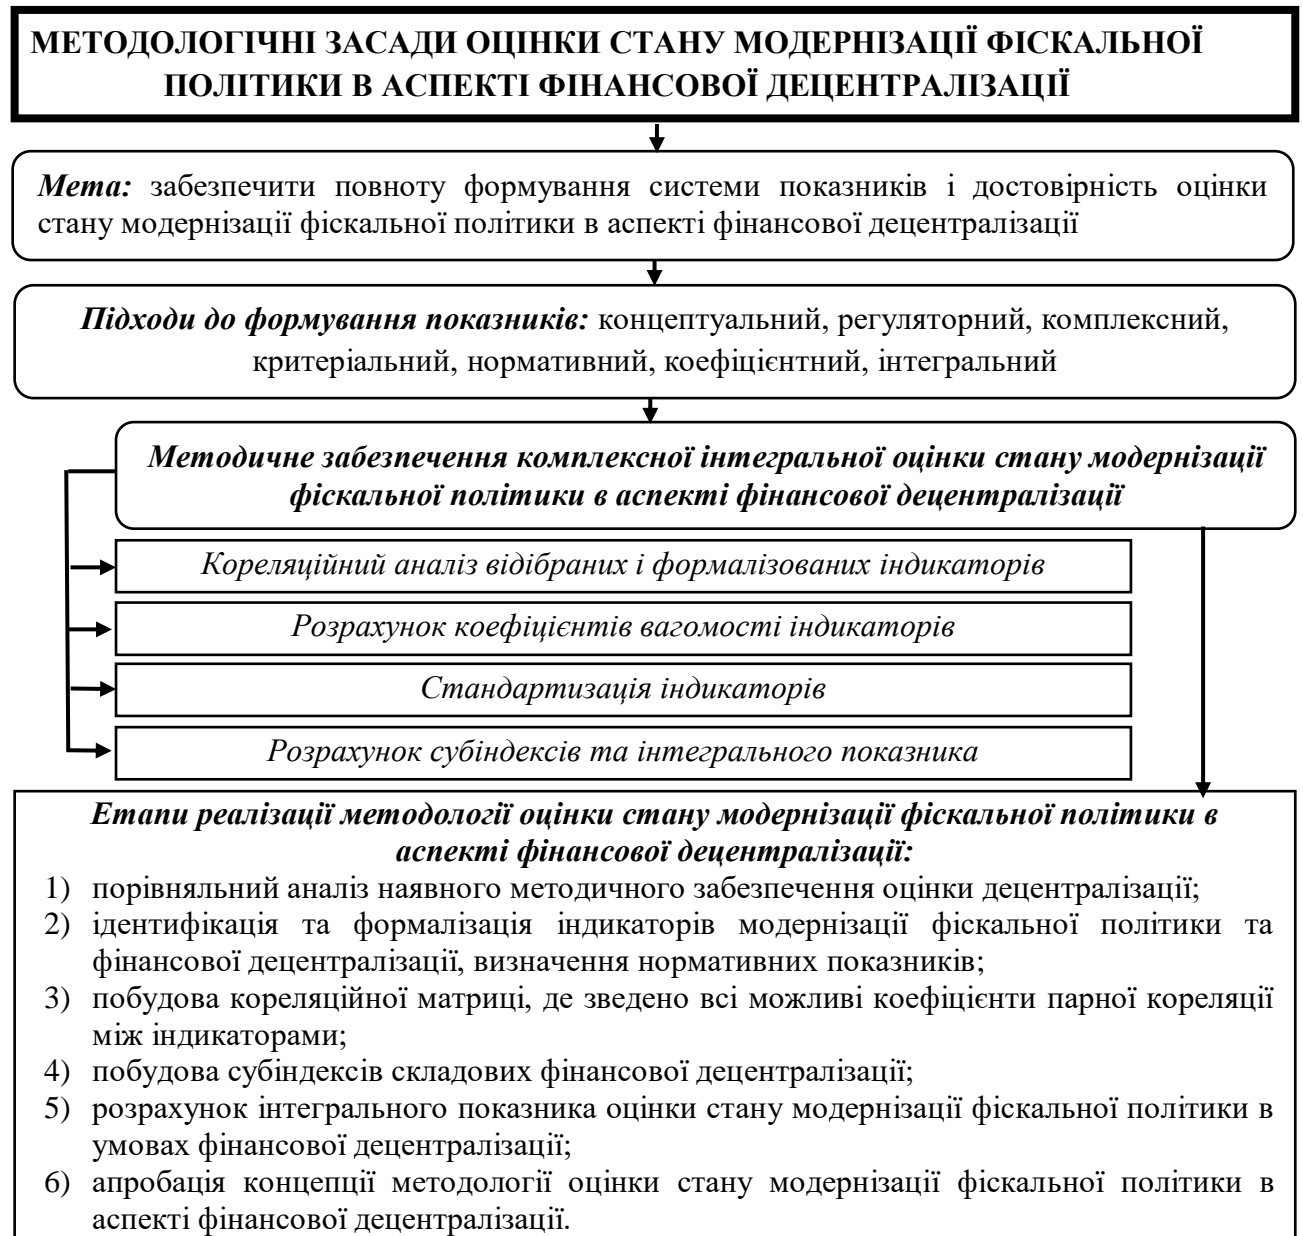 МЕТОДОЛОГІЧНІ ЗАСАДИ ОЦІНКИ СТАНУ МОДЕРНІЗАЦІЇ ФІСКАЛЬНОЇ
ПОЛІТИКИ В АСПЕКТІ ФІНАНСОВОЇ ДЕЦЕНТРАЛІЗАЦІЇ
Мета: забезпечити повноту формування системи показників і достовірність оцінки
стану модернізації фіскальної політики в аспекті фінансової децентралізації
Підходи до формування показників: концептуальний, регуляторний, комплексний,
критеріальний, нормативний, коефіцієнтний, інтегральний
Методичне забезпечення комплексної інтегральної оцінки стану модернізації
фіскальної політики в аспекті фінансової децентралізації
Кореляційний аналіз відібраних і формалізованих індикаторів
Розрахунок коефіцієнтів вагомості індикаторів
Стандартизація індикаторів
Розрахунок субіндексів та інтегрального показника
Етапи реалізації методології оцінки стану модернізації фіскальної політики в
аспекті фінансової децентралізації:
1) порівняльний аналіз наявного методичного забезпечення оцінки децентралізації;
2) ідентифікація та формалізація індикаторів модернізації фіскальної політики та
фінансової децентралізації, визначення нормативних показників;
3) побудова кореляційної матриці, де зведено всі можливі коефіцієнти парної кореляції
між індикаторами;
4) побудова субіндексів складових фінансової децентралізації;
5) розрахунок інтегрального показника оцінки стану модернізації фіскальної політики в
умовах фінансової децентралізації;
6) апробація концепції методології оцінки стану модернізації фіскальної політики в
аспекті фінансової децентралізації.